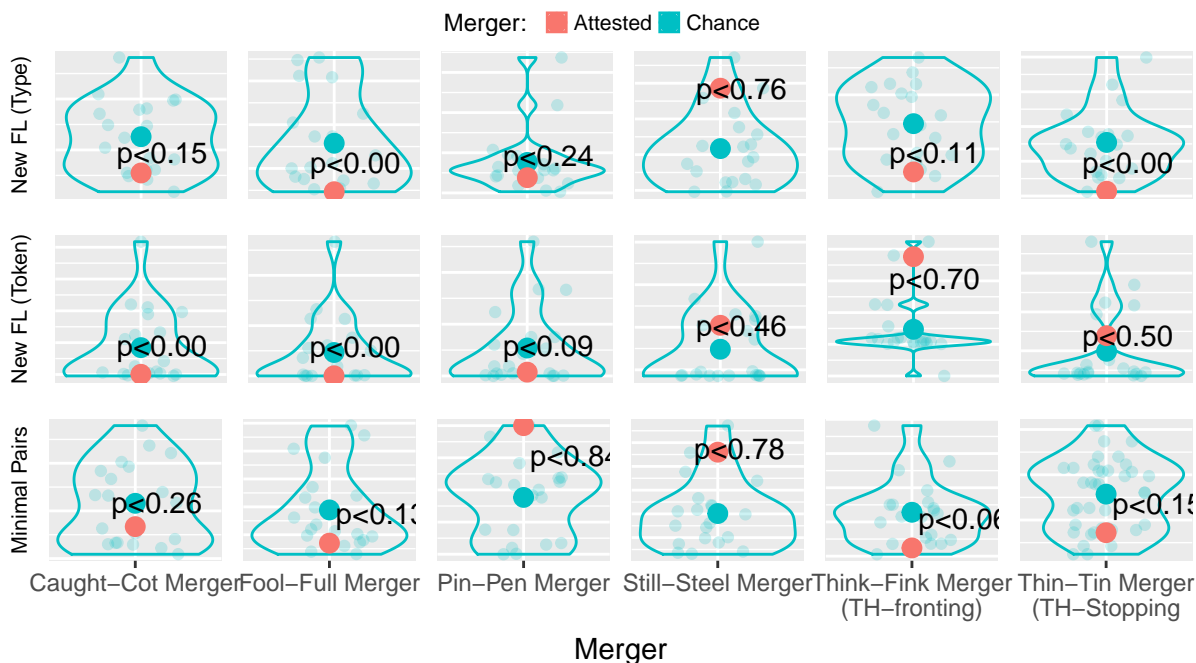 Merger: Attested Chance
New FL (Type)
p<0.15 p<0.00 p<0.24 p<0.76 p<0.11 p<0.00
New FL (Token)
p<0.00 p<0.00 p<0.09 p<0.46 p<0.70 p<0.50
Minimal Pairs
p<0.26 p<0.13 p<0.84 p<0.78 p<0.06 p<0.15
Caught−Cot Merger Fool−Full Merger Pin−Pen Merger Still−Steel Merger Think−Fink Merger Thin−Tin Merger
(TH−fronting) (TH−Stopping
Merger